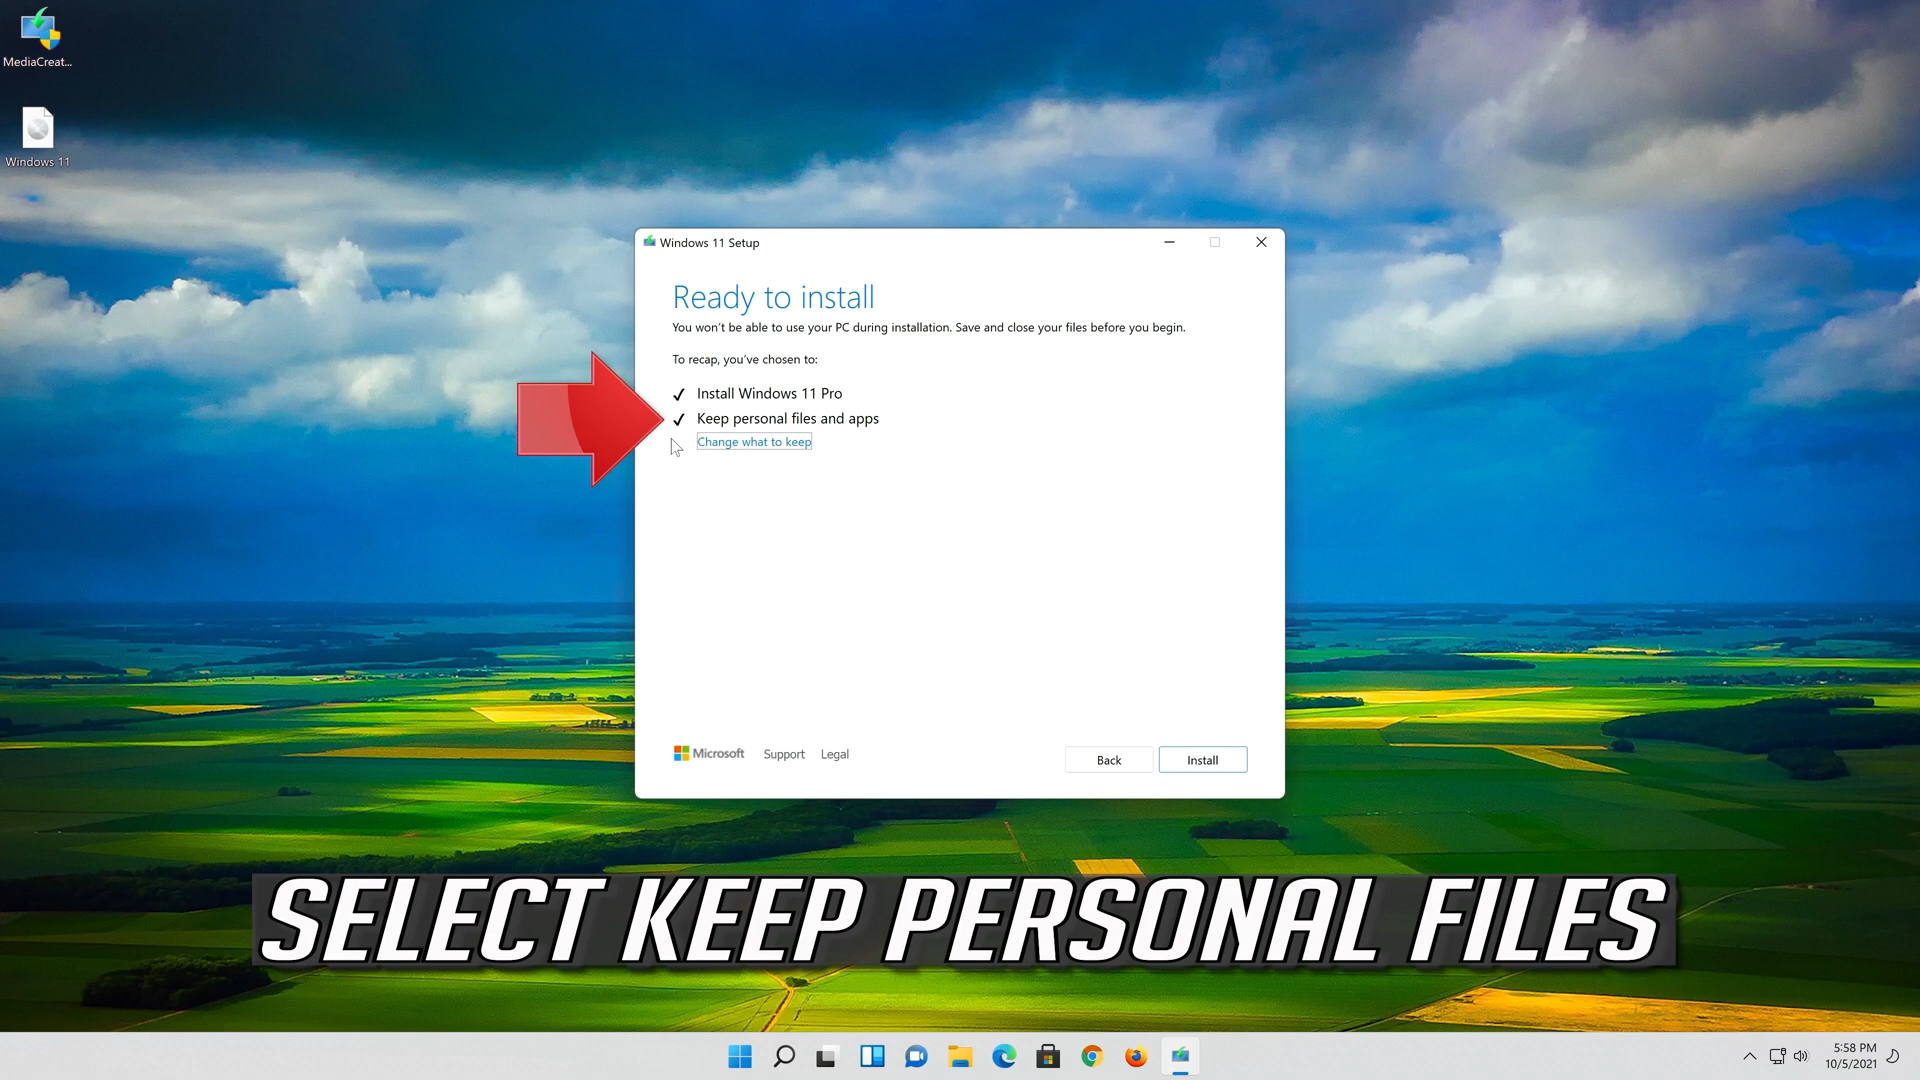 MediaCreat...
Windows 11
Windows 11 Setup
Ready to install
You won't be able to use your PC during installation. Save and close your files before you begin.
To recap, you've chosen to:
Install Windows 11 Pro
Keep personal files and apps
Change what to keep
Microsoft
Support
Legal
Back
Install
SELECT KEEP PERSONAL FILES
5:58 PM
10/5/2021